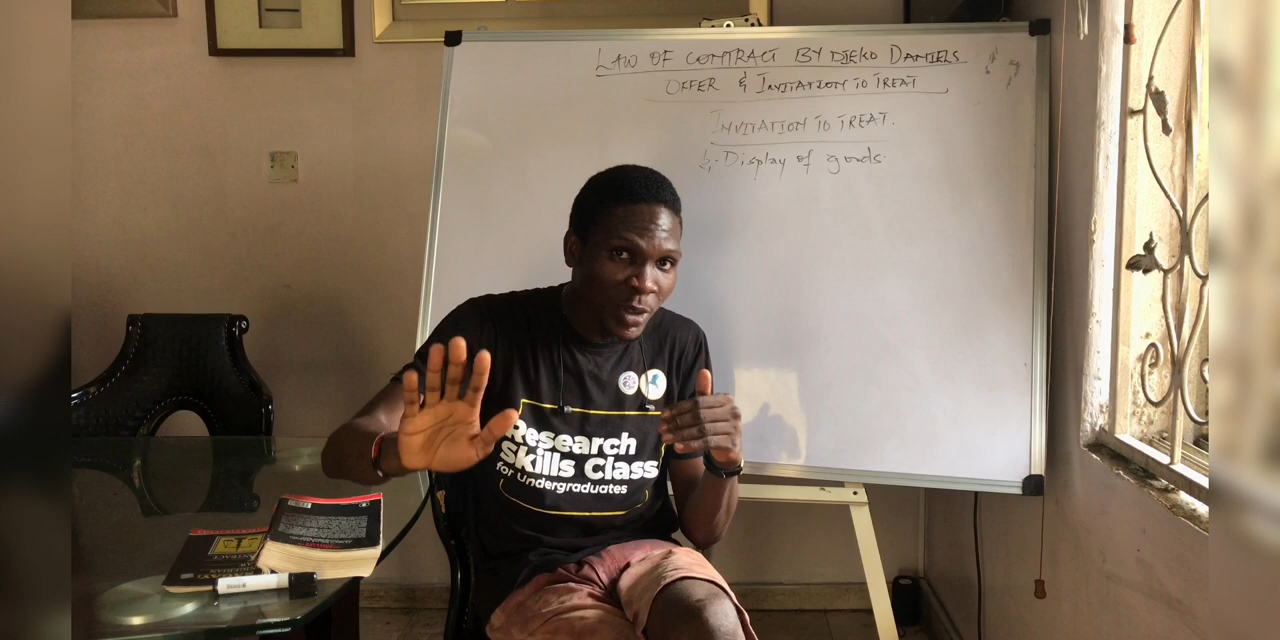 LAW OF CONTRACT BY DJEKO DANIELS
OFFER & INVITATION TO TREAT
INVITATION TO TREAT.
Display of goods
Research
Skills Class
for Undergraduates